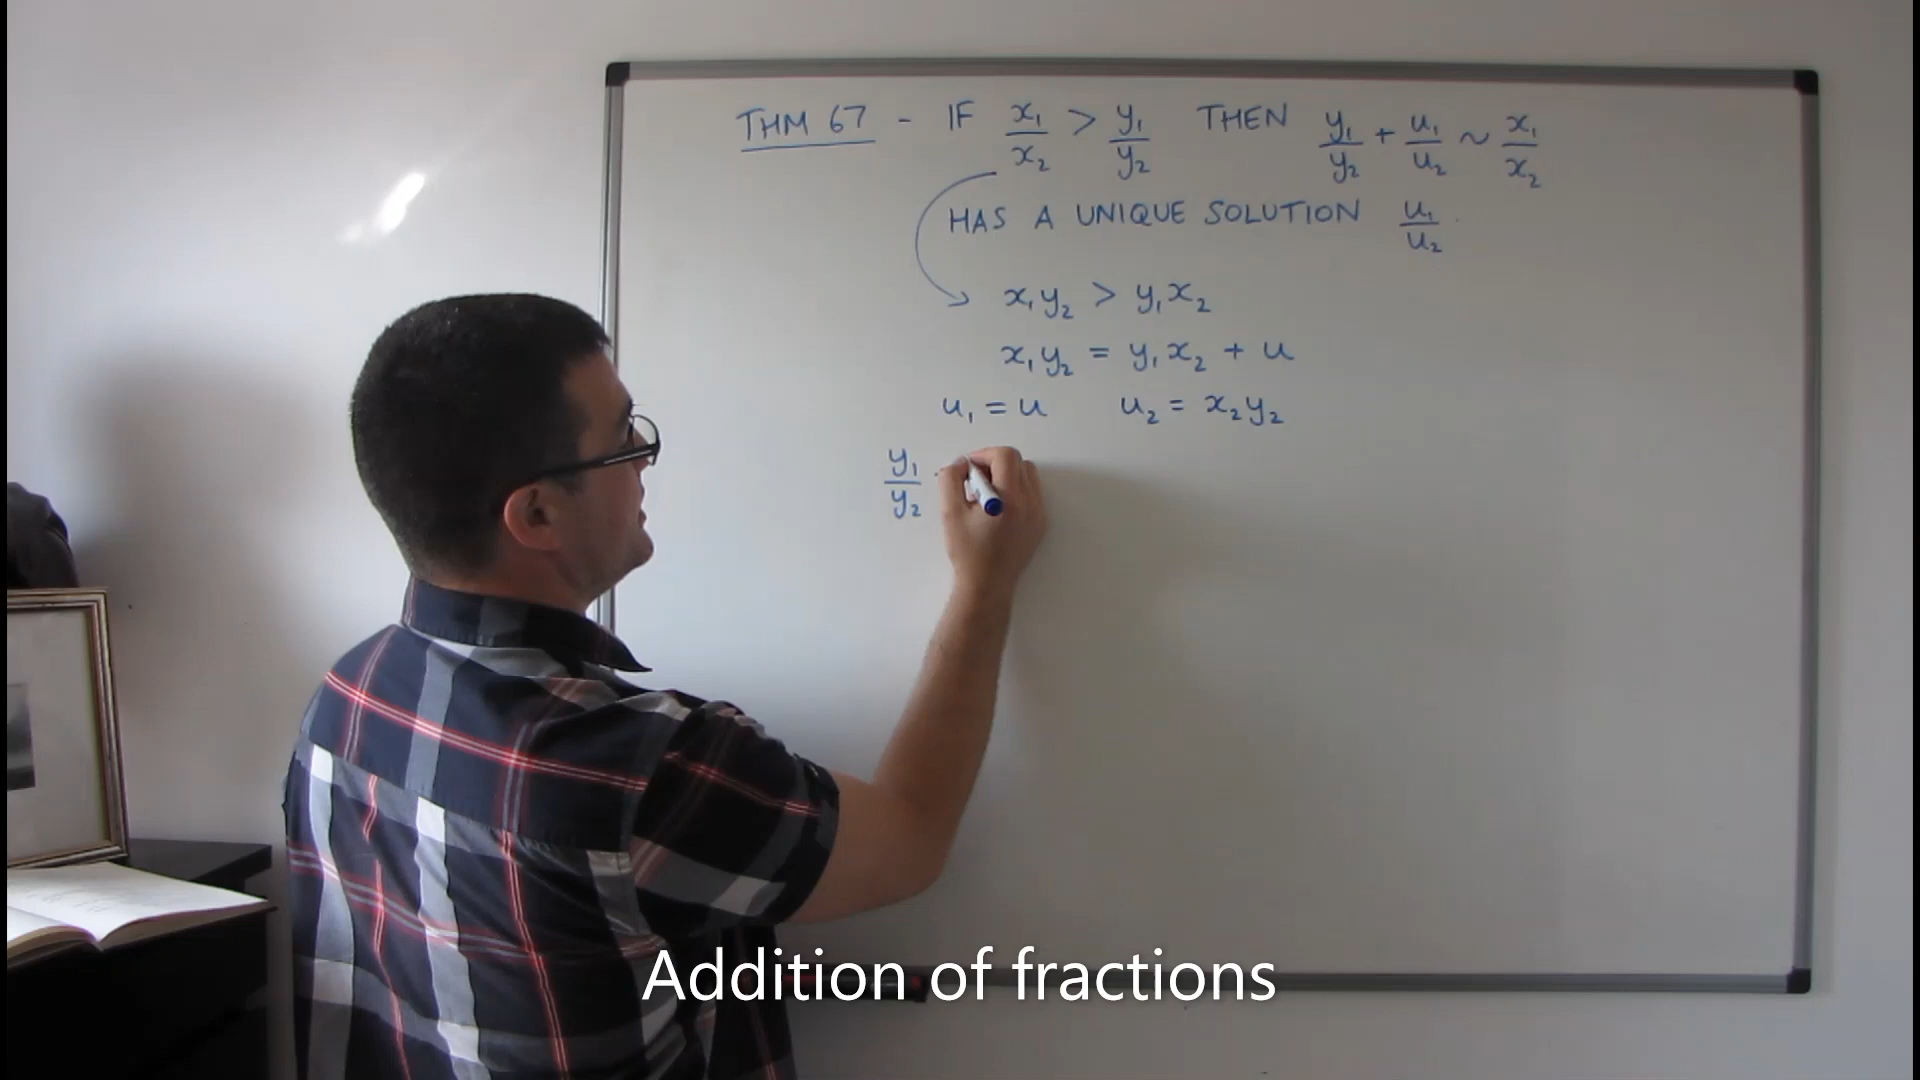 THM 67 - IF x₁/x₂ > y₁/y₂ THEN y₁/y₂ + u₁/u₂ ~ x₁/x₂
HAS A UNIQUE SOLUTION u₁/u₂.
x₁y₂ > y₁x₂
x₁y₂ = y₁x₂ + u
u₁ = u u₂ = x₂y₂
y₁/y₂
Addition of fractions